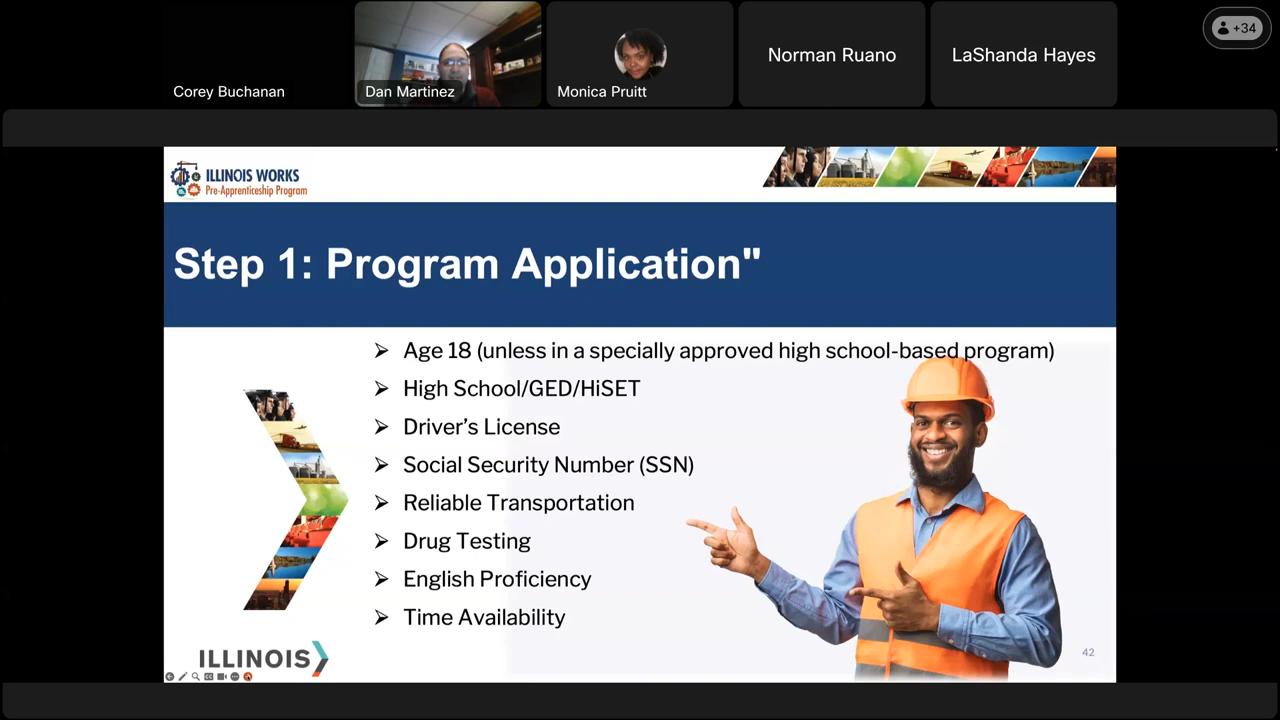 +34
Corey Buchanan
Dan Martinez
Monica Pruitt
Norman Ruano
LaShanda Hayes
ILLINOIS WORKS
Pre-Apprenticeship Program
Step 1: Program Application"
➢ Age 18 (unless in a specially approved high school-based program)
➢ High School/GED/HiSET
➢ Driver’s License
➢ Social Security Number (SSN)
➢ Reliable Transportation
➢ Drug Testing
➢ English Proficiency
➢ Time Availability
ILLINOIS
42